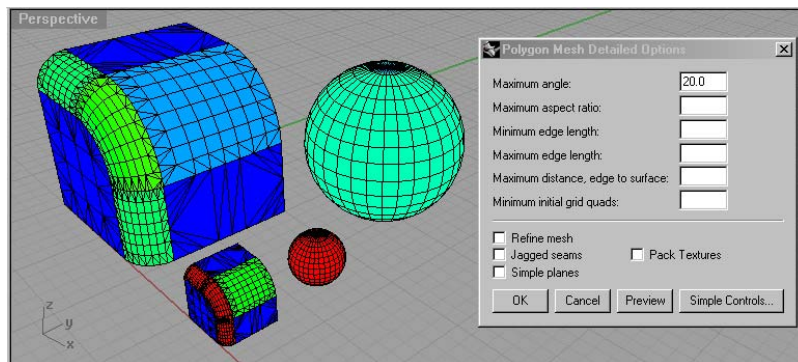 Perspective
Polygon Mesh Detailed Options
Maximum angle: 20.0
Maximum aspect ratio:
Minimum edge length:
Maximum edge length:
Maximum distance, edge to surface:
Minimum initial grid quads:
Refine mesh
Jagged seams Pack Textures
Simple planes
OK Cancel Preview Simple Controls...
z
y
x